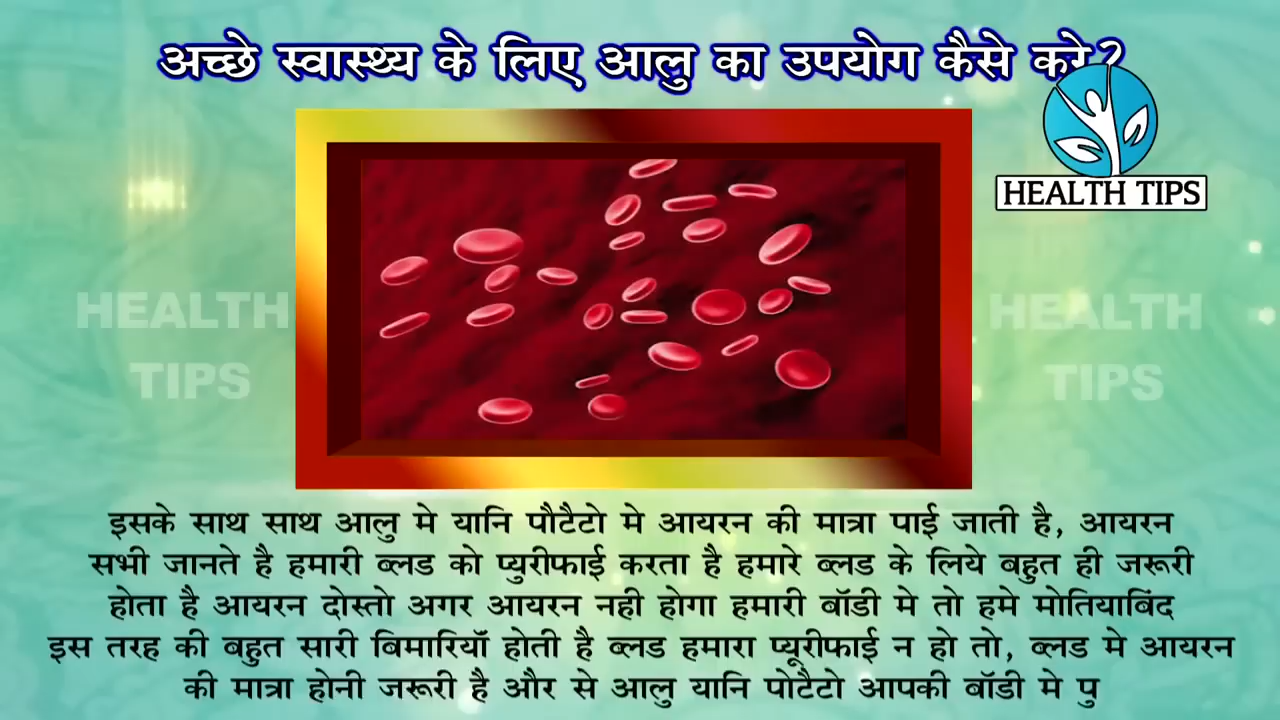 अच्छे स्वास्थ्य के लिए आलु का उपयोग कैसे करे?
HEALTH TIPS
HEALTH
TIPS
HEALTH
TIPS
इसके साथ साथ आलु मे यानि पौटैटो मे आयरन की मात्रा पाई जाती है, आयरन
सभी जानते है हमारी ब्लड को प्युरीफाई करता है हमारे ब्लड के लिये बहुत ही जरूरी
होता है आयरन दोस्तो अगर आयरन नही होगा हमारी बॉडी मे तो हमे मोतियाबिंद
इस तरह की बहुत सारी बिमारियॉ होती है ब्लड हमारा प्यूरीफाई न हो तो, ब्लड मे आयरन
की मात्रा होनी जरूरी है और से आलु यानि पोटैटो आपकी बॉडी मे पु